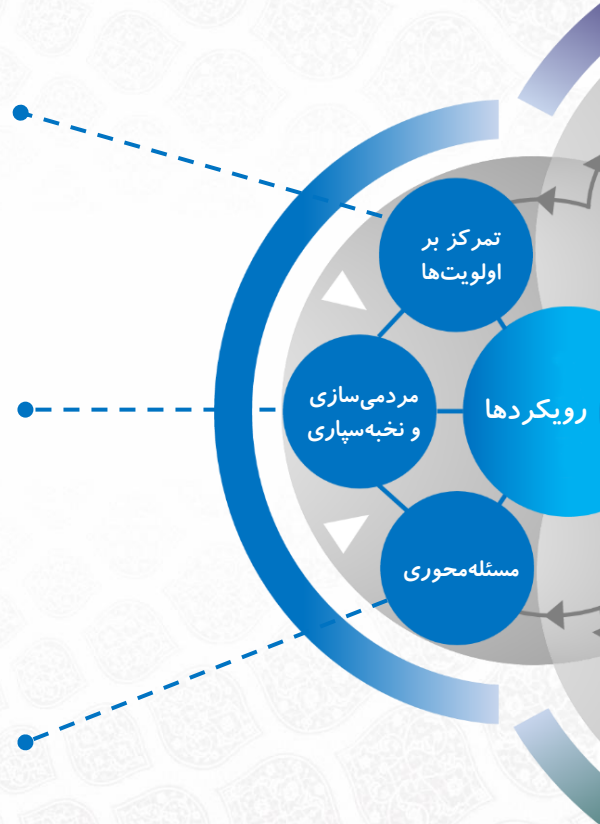 تمرکز بر
اولویت‌ها
رویکردها
مردمی‌سازی
و نخبه‌سپاری
مسئله‌محوری